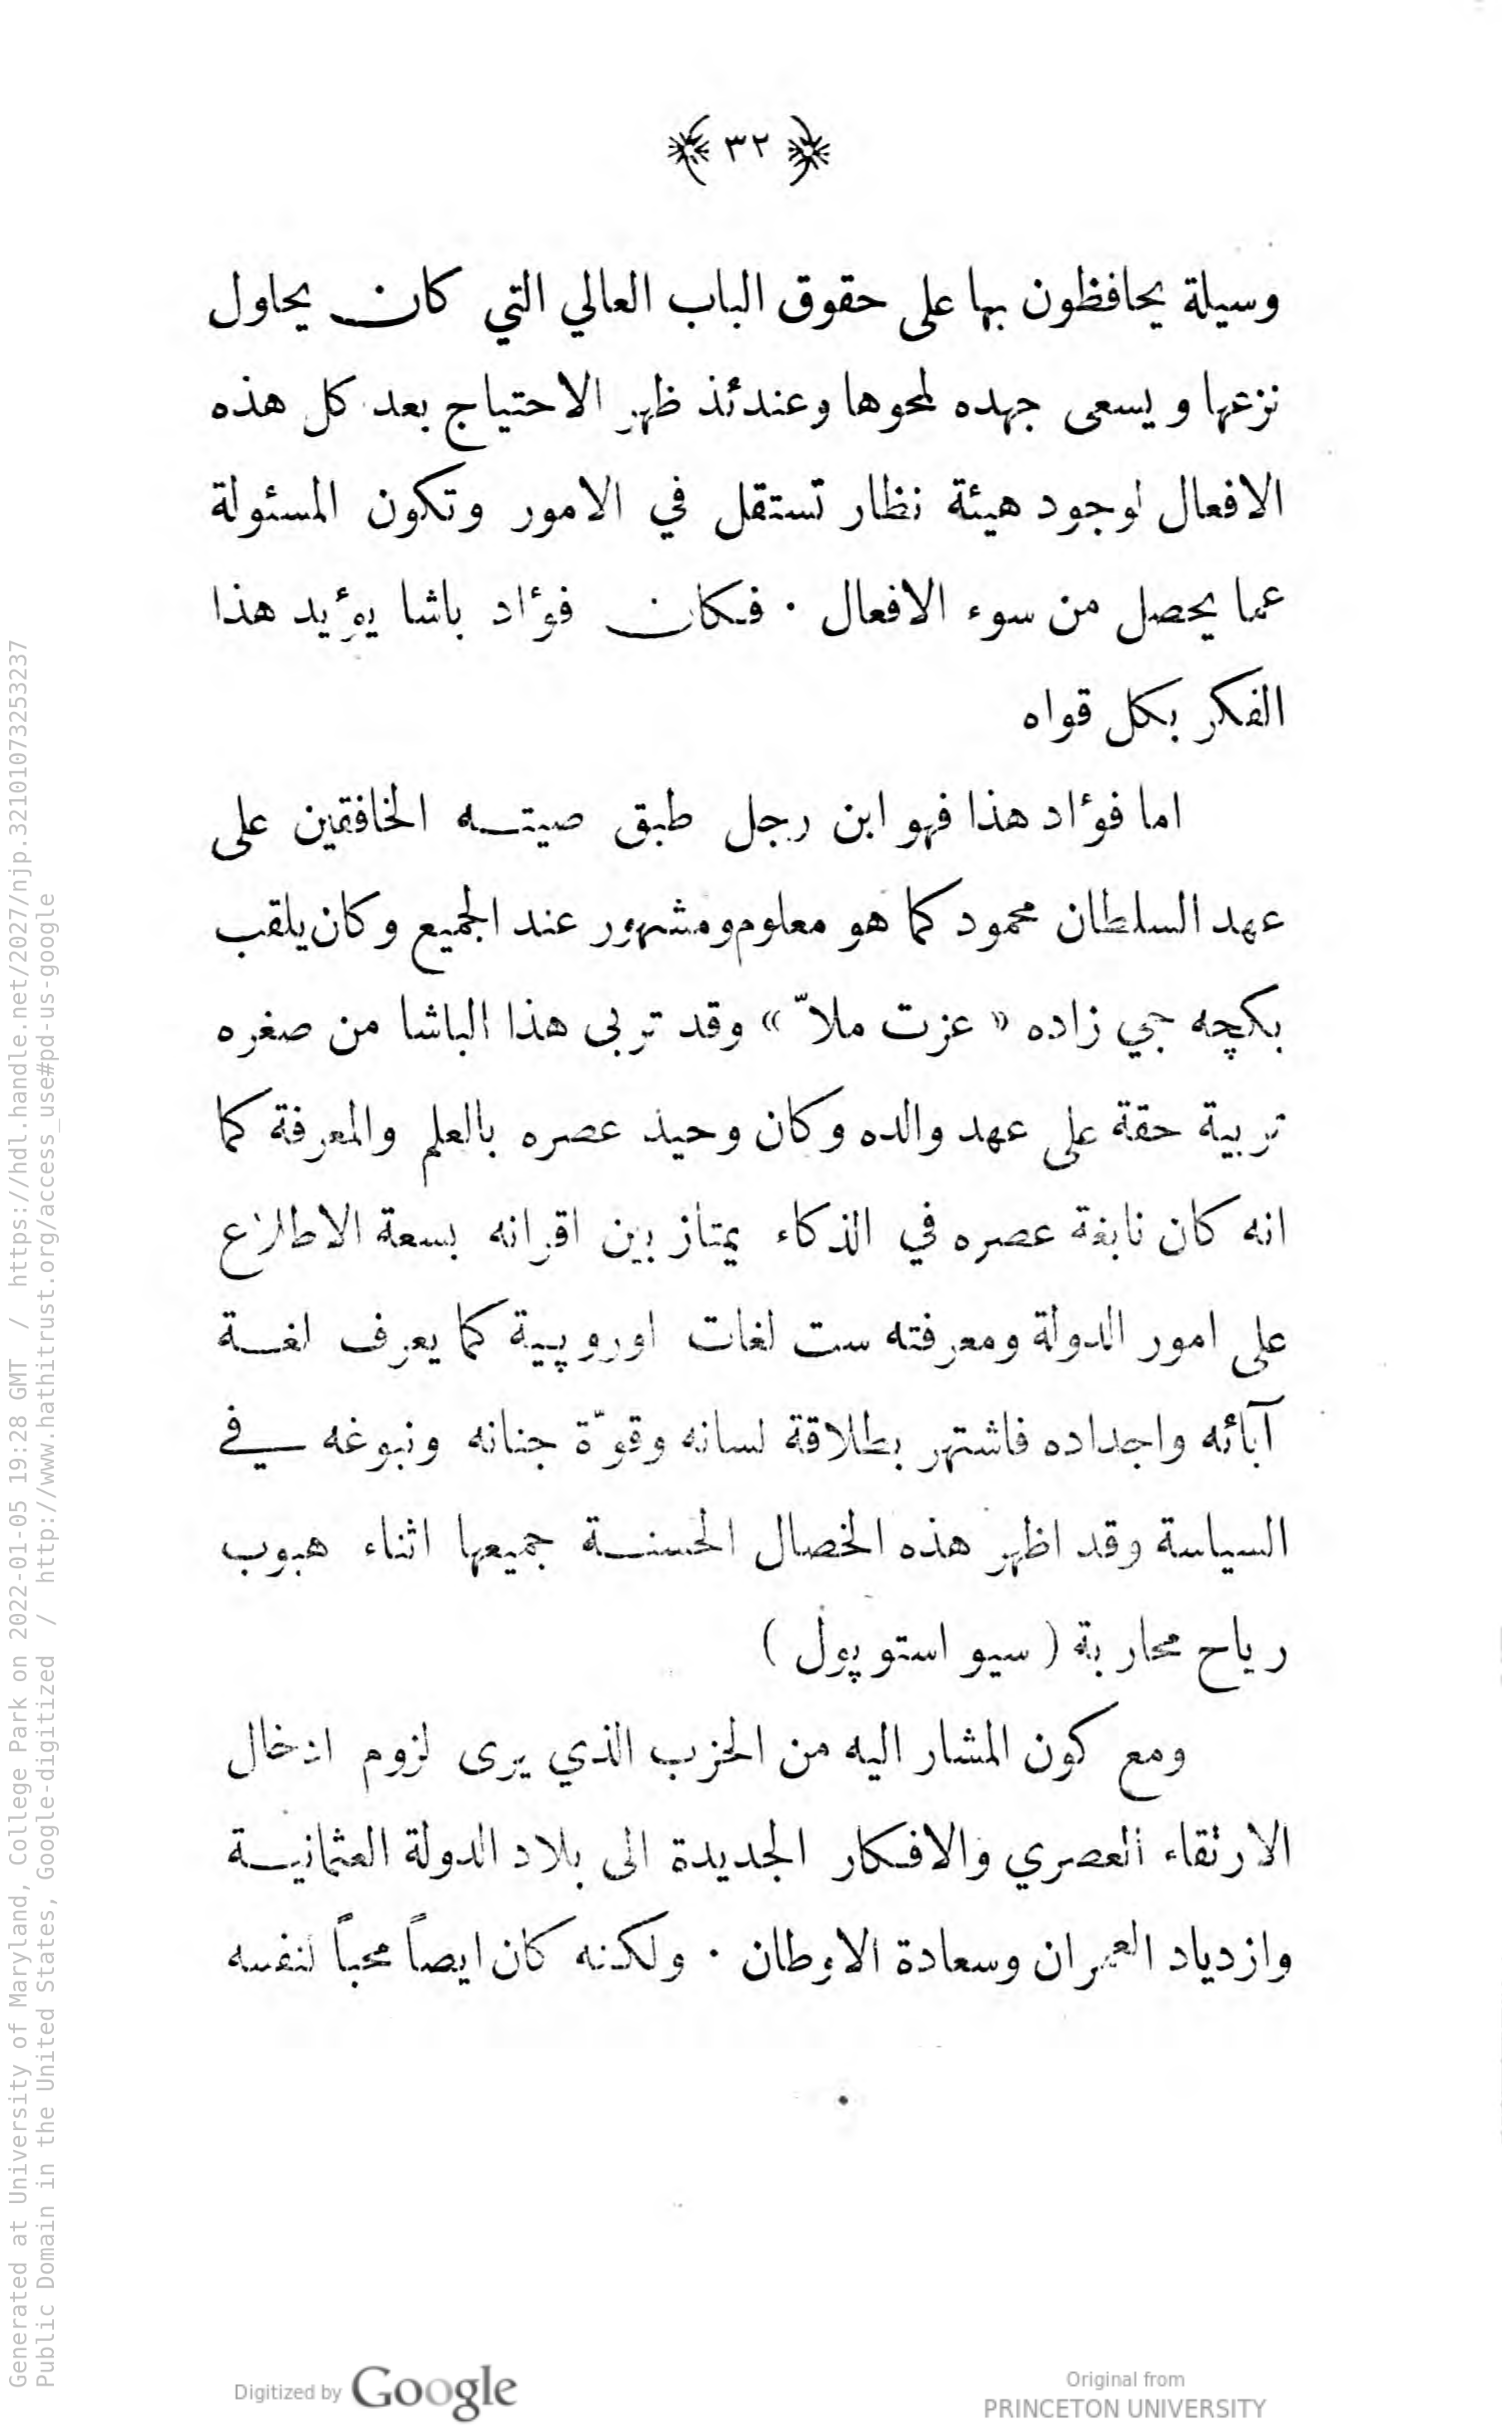 ﴿ ٣٢ ﴾
وسيلة يحافظون بها على حقوق الباب العالي التي كان يحاول
نزعها ويسعى جهده لمحوها وعندئذ ظهر الاحتياج بعد كل هذه
الافعال لوجود هيئة نظار تستقل في الامور وتكون المسئولة
عما يحصل من سوء الافعال · فكان فؤاد باشا يؤيد هذا
الفكر بكل قواه
اما فؤاد هذا فهو ابن رجل طبق صيته الخافقين على
عهد السلطان محمود كما هو معلوم ومشهور عند الجميع وكان يلقب
بكچه جي زاده « عزت ملاّ » وقد تربى هذا الباشا من صغره
تربية حقة على عهد والده وكان وحيد عصره بالعلم والمعرفة كما
انه كان نابغة عصره في الذكاء يمتاز بين اقرانه بسعة الاطلاع
على امور الدولة ومعرفته ست لغات اوروپية كما يعرف لغة
آبائه واجداده فاشتهر بطلاقة لسانه وقوّة جنانه ونبوغه في
السياسة وقد اظهر هذه الخصال الحسنة جميعها اثناء هبوب
رياح محاربة ( سيو استوپول )
ومع كون المشار اليه من الحزب الذي يرى لزوم ادخال
الارتقاء العصري والافكار الجديدة الى بلاد الدولة العثمانية
وازدياد العمران وسعادة الاوطان · ولكنه كان ايضاً محباً لنفسه
Generated at University of Maryland, College Park on 2022-01-05 19:28 GMT / https://hdl.handle.net/2027/njp.32101073253237
Public Domain in the United States, Google-digitized / http://www.hathitrust.org/access_use#pd-us-google
Digitized by Google
Original from
PRINCETON UNIVERSITY